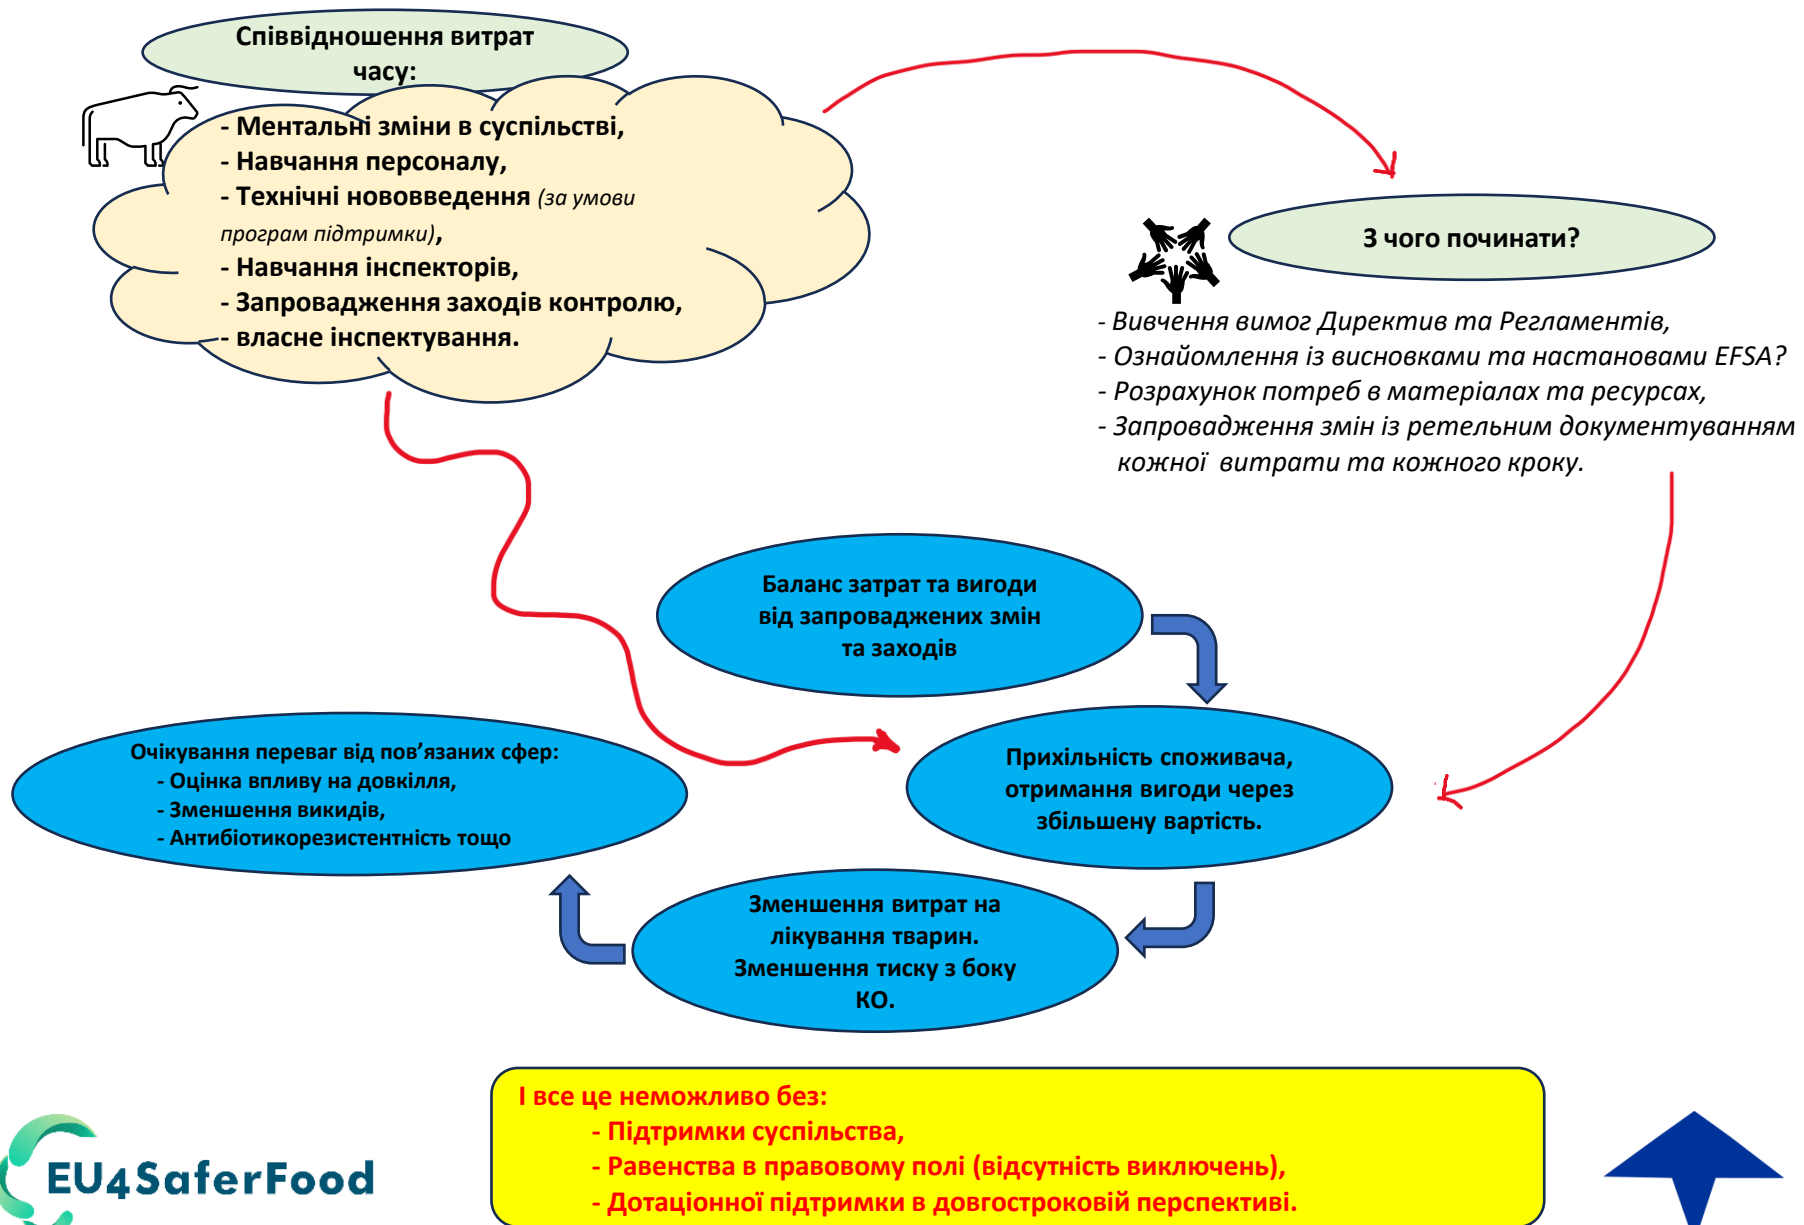 Співвідношення витрат
часу:
- Ментальні зміни в суспільстві,
- Навчання персоналу,
- Технічні нововведення (за умови
програм підтримки),
- Навчання інспекторів,
- Запровадження заходів контролю,
- власне інспектування.
З чого починати?
- Вивчення вимог Директив та Регламентів,
- Ознайомлення із висновками та настановами EFSA?
- Розрахунок потреб в матеріалах та ресурсах,
- Запровадження змін із ретельним документуванням
кожної витрати та кожного кроку.
Баланс затрат та вигоди
від запроваджених змін
та заходів
Прихільність споживача,
отримання вигоди через
збільшену вартість.
Очікування переваг від пов’язаних сфер:
- Оцінка впливу на довкілля,
- Зменшення викидів,
- Антибіотикорезистентність тощо
Зменшення витрат на
лікування тварин.
Зменшення тиску з боку
КО.
І все це неможливо без:
- Підтримки суспільства,
- Равенства в правовому полі (відсутність виключень),
- Дотаціонної підтримки в довгостроковій перспективі.
EU4SaferFood